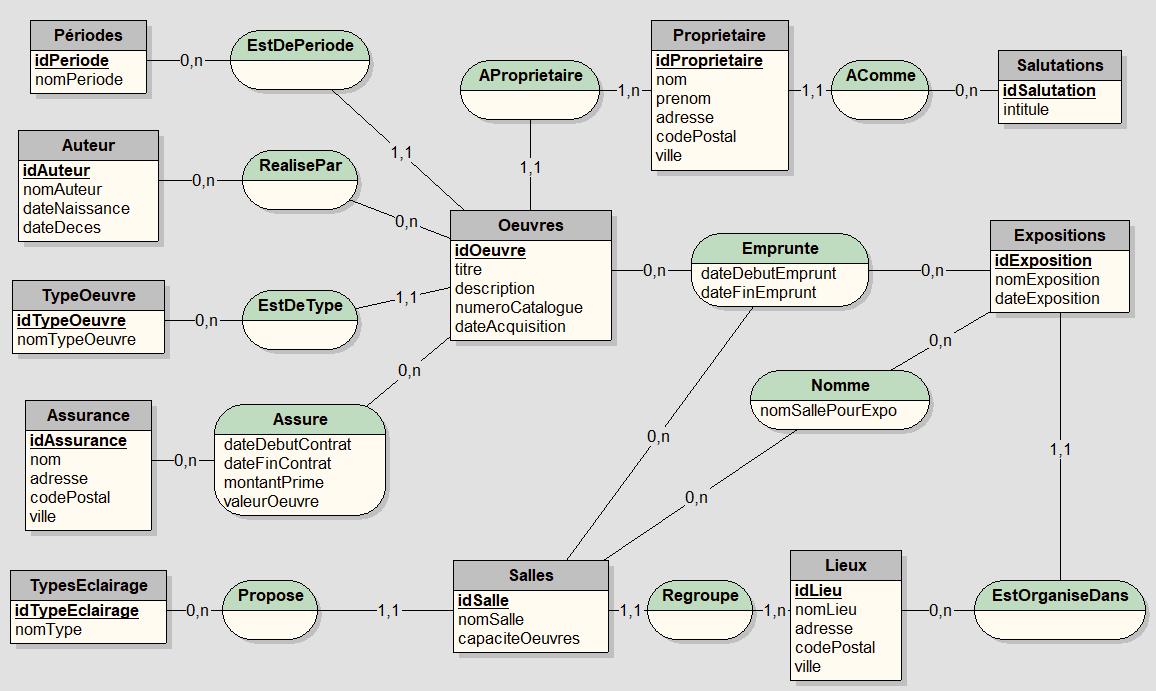 Périodes
idPeriode
nomPeriode
0,n
EstDePeriode
1,1
AProprietaire
1,1
1,n
Proprietaire
idProprietaire
nom
prenom
adresse
codePostal
ville
1,1
AComme
0,n
Salutations
idSalutation
intitule
Auteur
idAuteur
nomAuteur
dateNaissance
dateDeces
0,n
RealisePar
0,n
Oeuvres
idOeuvre
titre
description
numeroCatalogue
dateAcquisition
0,n
Emprunte
dateDebutEmprunt
dateFinEmprunt
0,n
Expositions
idExposition
nomExposition
dateExposition
TypeOeuvre
idTypeOeuvre
nomTypeOeuvre
0,n
EstDeType
1,1
0,n
Nomme
nomSallePourExpo
0,n
0,n
0,n
1,1
Assurance
idAssurance
nom
adresse
codePostal
ville
0,n
Assure
dateDebutContrat
dateFinContrat
montantPrime
valeurOeuvre
TypesEclairage
idTypeEclairage
nomType
0,n
Propose
1,1
Salles
idSalle
nomSalle
capaciteOeuvres
1,1
Regroupe
1,n
Lieux
idLieu
nomLieu
adresse
codePostal
ville
0,n
EstOrganiseDans